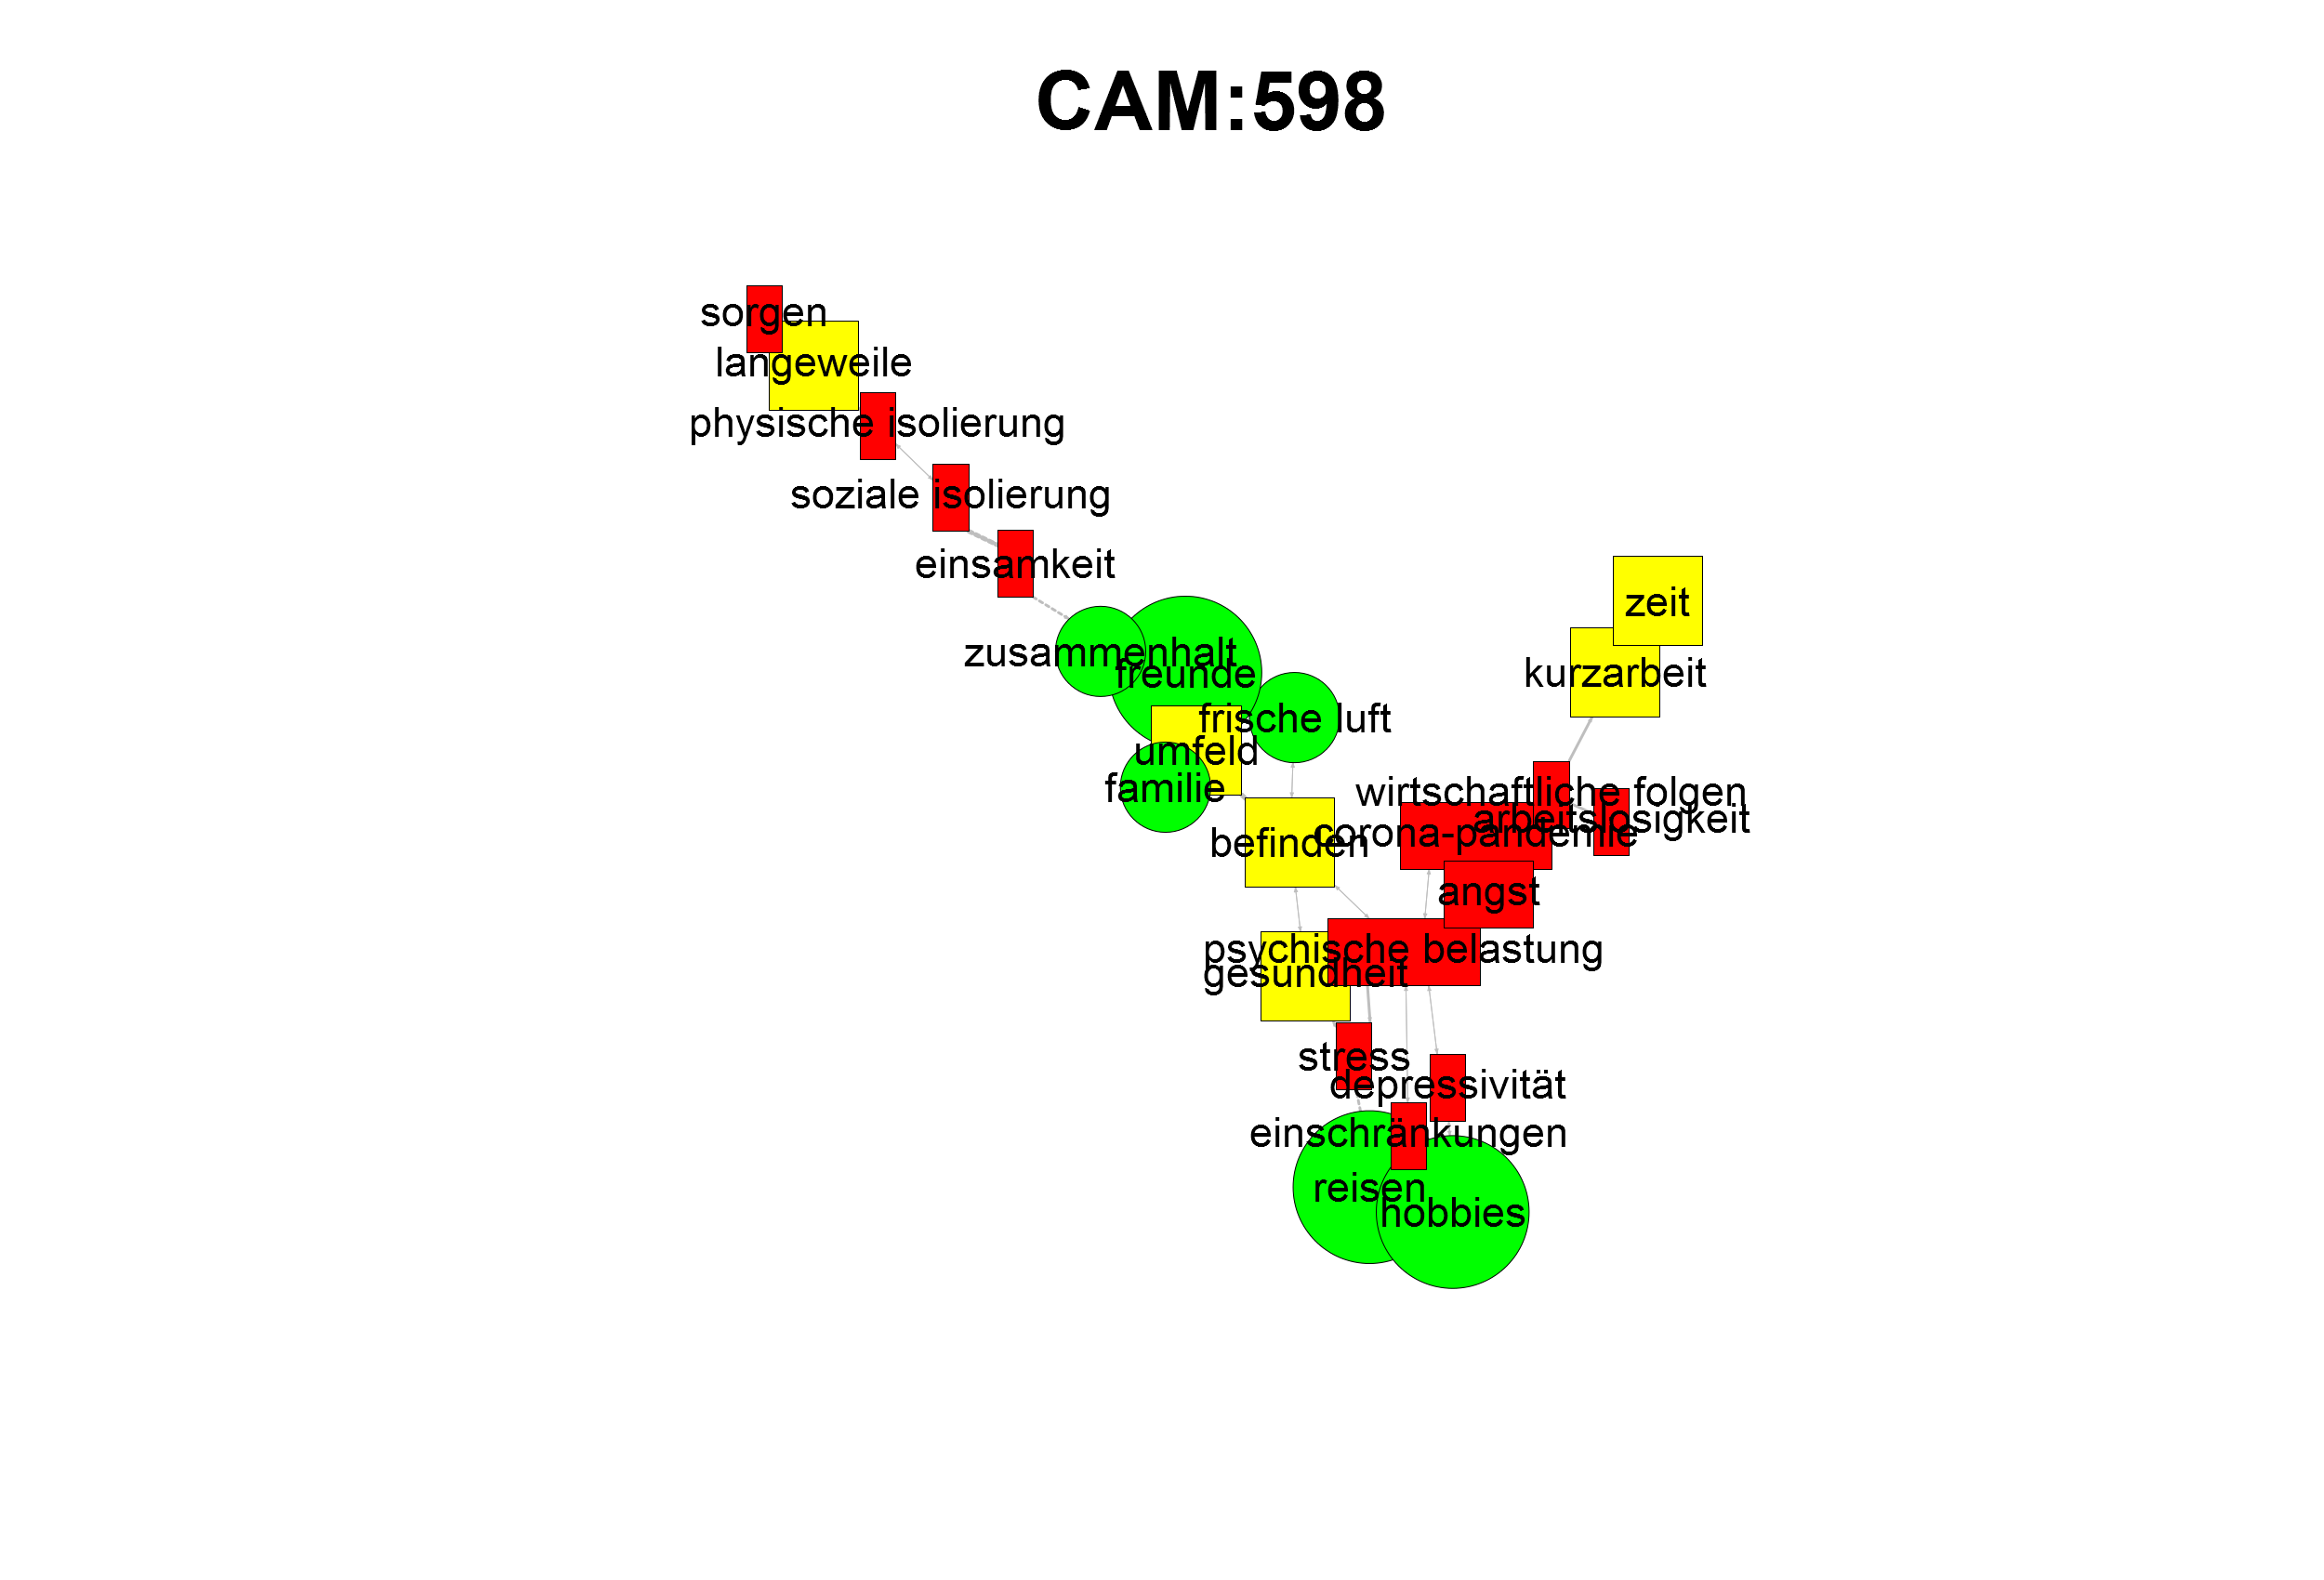 CAM:598
sorgen
langeweile
physische isolierung
soziale isolierung
einsamkeit
zeit
zusammenhalt
freunde
kurzarbeit
frische luft
umfeld
familie
wirtschaftliche folgen
arbeitslosigkeit
corona-pandemie
befinden
angst
psychische belastung
gesundheit
stress
depressivität
einschränkungen
reisen
hobbies